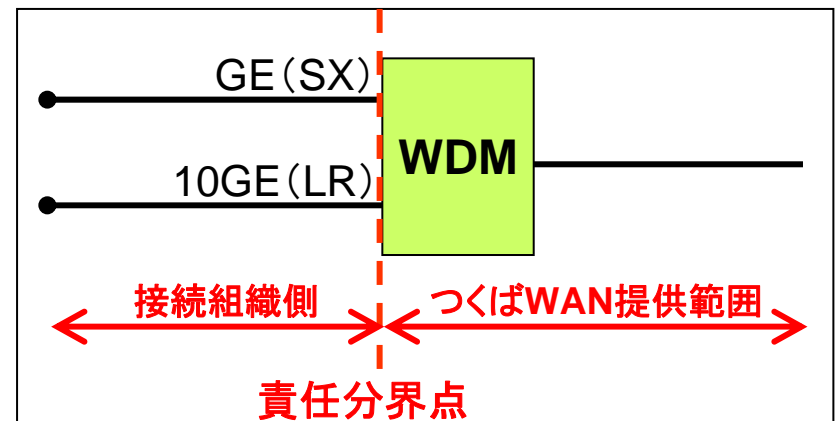 GE（SX）
WDM
10GE（LR）
接続組織側
つくばWAN提供範囲
責任分界点